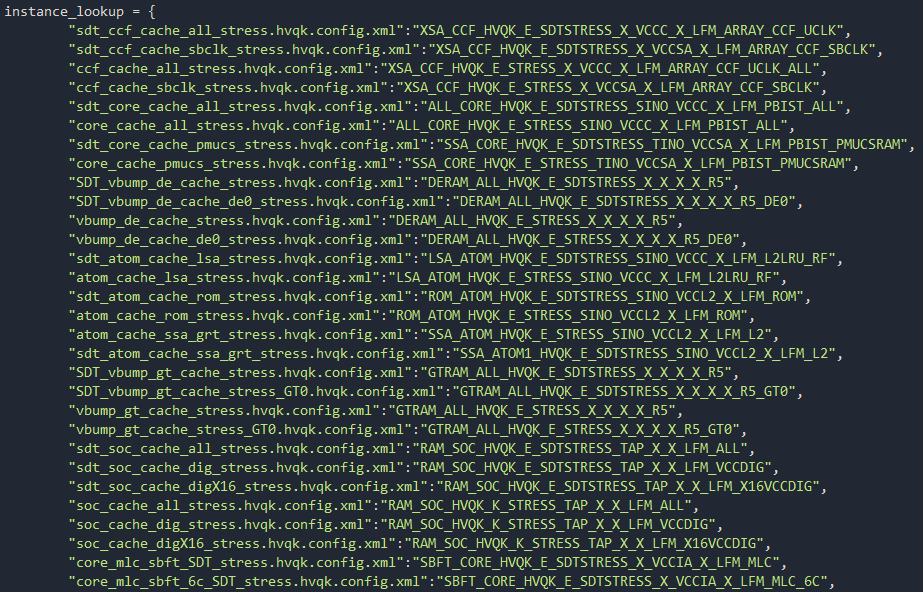 instance_lookup = {
"sdt_ccf_cache_all_stress.hvqk.config.xml":"XSA_CCF_HVQK_E_SDTSTRESS_X_VCCC_X_LFM_ARRAY_CCF_UCLK",
"sdt_ccf_cache_sbclk_stress.hvqk.config.xml":"XSA_CCF_HVQK_E_SDTSTRESS_X_VCCSA_X_LFM_ARRAY_CCF_SBCLK",
"ccf_cache_all_stress.hvqk.config.xml":"XSA_CCF_HVQK_E_STRESS_X_VCCC_X_LFM_ARRAY_CCF_UCLK_ALL",
"ccf_cache_sbclk_stress.hvqk.config.xml":"XSA_CCF_HVQK_E_STRESS_X_VCCSA_X_LFM_ARRAY_CCF_SBCLK",
"sdt_core_cache_all_stress.hvqk.config.xml":"ALL_CORE_HVQK_E_SDTSTRESS_SINO_VCCC_X_LFM_PBIST_ALL",
"core_cache_all_stress.hvqk.config.xml":"ALL_CORE_HVQK_E_STRESS_SINO_VCCC_X_LFM_PBIST_ALL",
"sdt_core_cache_pmucs_stress.hvqk.config.xml":"SSA_CORE_HVQK_E_SDTSTRESS_TINO_VCCSA_X_LFM_PBIST_PMUCSRAM",
"core_cache_pmucs_stress.hvqk.config.xml":"SSA_CORE_HVQK_E_STRESS_TINO_VCCSA_X_LFM_PBIST_PMUCSRAM",
"SDT_vbump_de_cache_stress.hvqk.config.xml":"DERAM_ALL_HVQK_E_SDTSTRESS_X_X_X_X_R5",
"SDT_vbump_de_cache_de0_stress.hvqk.config.xml":"DERAM_ALL_HVQK_E_SDTSTRESS_X_X_X_X_R5_DE0",
"vbump_de_cache_stress.hvqk.config.xml":"DERAM_ALL_HVQK_E_STRESS_X_X_X_X_R5",
"vbump_de_cache_de0_stress.hvqk.config.xml":"DERAM_ALL_HVQK_E_STRESS_X_X_X_X_R5_DE0",
"sdt_atom_cache_lsa_stress.hvqk.config.xml":"LSA_ATOM_HVQK_E_SDTSTRESS_SINO_VCCC_X_LFM_L2LRU_RF",
"atom_cache_lsa_stress.hvqk.config.xml":"LSA_ATOM_HVQK_E_STRESS_SINO_VCCC_X_LFM_L2LRU_RF",
"sdt_atom_cache_rom_stress.hvqk.config.xml":"ROM_ATOM_HVQK_E_SDTSTRESS_SINO_VCCL2_X_LFM_ROM",
"atom_cache_rom_stress.hvqk.config.xml":"ROM_ATOM_HVQK_E_SDTSTRESS_SINO_VCCL2_X_LFM_ROM",
"atom_cache_ssa_grt_stress.hvqk.config.xml":"SSA_ATOM_HVQK_E_STRESS_SINO_VCCL2_X_LFM_L2",
"sdt_atom_cache_ssa_grt_stress.hvqk.config.xml":"SSA_ATOM1_HVQK_E_SDTSTRESS_SINO_VCCL2_X_LFM_L2",
"SDT_vbump_gt_cache_stress.hvqk.config.xml":"GTRAM_ALL_HVQK_E_SDTSTRESS_X_X_X_X_R5",
"SDT_vbump_gt_cache_stress_GT0.hvqk.config.xml":"GTRAM_ALL_HVQK_E_SDTSTRESS_X_X_X_X_R5_GT0",
"vbump_gt_cache_stress.hvqk.config.xml":"GTRAM_ALL_HVQK_E_STRESS_X_X_X_X_R5",
"vbump_gt_cache_stress_GT0.hvqk.config.xml":"GTRAM_ALL_HVQK_E_STRESS_X_X_X_X_R5_GT0",
"sdt_soc_cache_all_stress.hvqk.config.xml":"RAM_SOC_HVQK_E_SDTSTRESS_TAP_X_X_LFM_ALL",
"sdt_soc_cache_dig_stress.hvqk.config.xml":"RAM_SOC_HVQK_E_SDTSTRESS_TAP_X_X_LFM_VCCDIG",
"sdt_soc_cache_digX16_stress.hvqk.config.xml":"RAM_SOC_HVQK_E_SDTSTRESS_TAP_X_X_LFM_X16VCCDIG",
"soc_cache_all_stress.hvqk.config.xml":"RAM_SOC_HVQK_K_STRESS_TAP_X_X_LFM_ALL",
"soc_cache_dig_stress.hvqk.config.xml":"RAM_SOC_HVQK_K_STRESS_TAP_X_X_LFM_VCCDIG",
"soc_cache_digX16_stress.hvqk.config.xml":"RAM_SOC_HVQK_K_STRESS_TAP_X_X_LFM_X16VCCDIG",
"core_mlc_sbft_SDT_stress.hvqk.config.xml":"SBFT_CORE_HVQK_E_SDTSTRESS_X_VCCIA_X_LFM_MLC",
"core_mlc_sbft_6c_SDT_stress.hvqk.config.xml":"SBFT_CORE_HVQK_E_SDTSTRESS_X_VCCIA_X_LFM_MLC_6C",